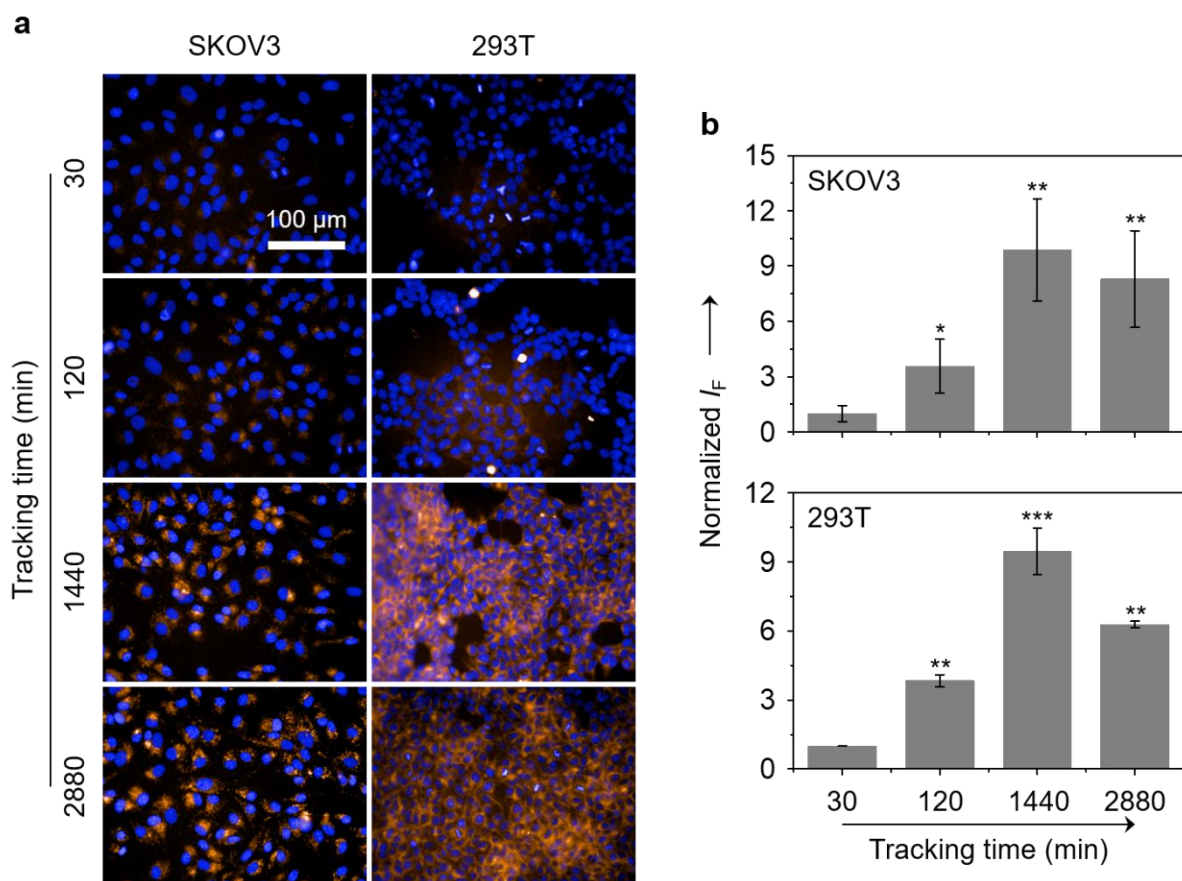 a
SKOV3 293T
Tracking time (min)
30
100 μm
120
1440
2880
b
Normalized IF
15
SKOV3
12
9
6
3
0
*
**
**
12
293T
9
6
3
0
**
***
**
30 120 1440 2880
Tracking time (min)